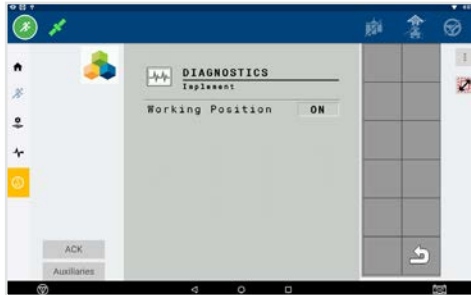 DIAGNOSTICS
Implement
Working Position ON
ACK
Auxiliaries